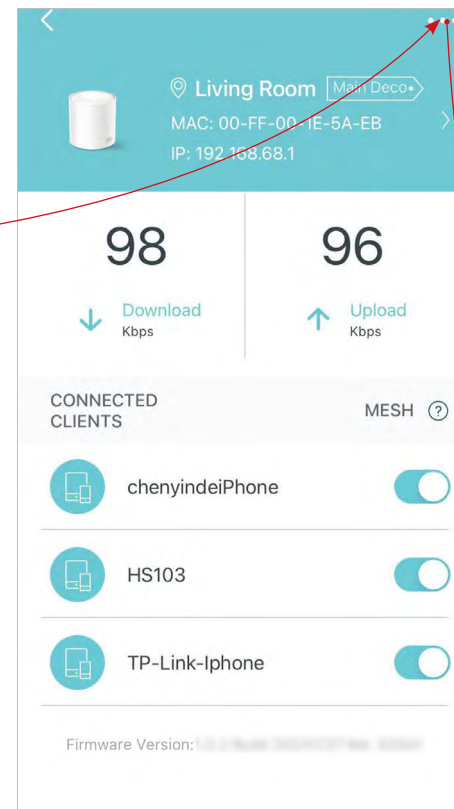 Living Room Main Deco
MAC: 00-FF-00-1E-5A-EB
IP: 192.168.68.1
98 96
Download Upload
Kbps Kbps
CONNECTED
CLIENTS
MESH ?
chenyindeiPhone
HS103
TP-Link-Iphone
Firmware Version: